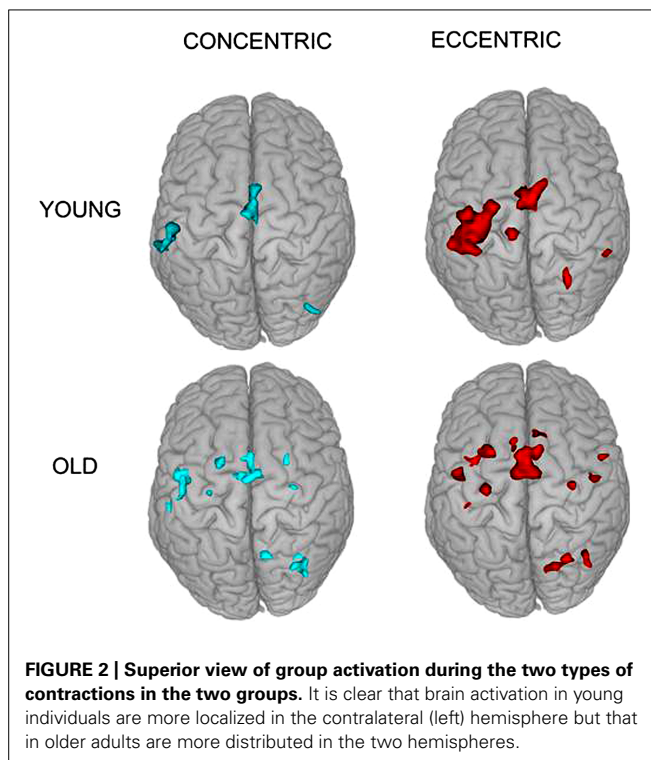 CONCENTRIC ECCENTRIC
YOUNG
OLD
FIGURE 2 | Superior view of group activation during the two types of
contractions in the two groups. It is clear that brain activation in young
individuals are more localized in the contralateral (left) hemisphere but that
in older adults are more distributed in the two hemispheres.